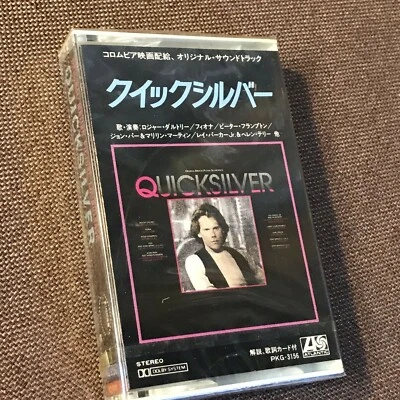 コロムビア映画配給、オリジナル・サウンドトラック
クイックシルバー
歌・演奏:ロジャー・ダルトリー/フィオナ/ピーター・フランプトン/
ジョン・パー&マリリン・マーティン/レイ・パーカーJr.&ヘレン・テリー 他
QUICKSILVER
QUICKSILVER
STEREO
DOLBY SYSTEM
解説、歌詞カード付
PKG-3156
ATLANTIC